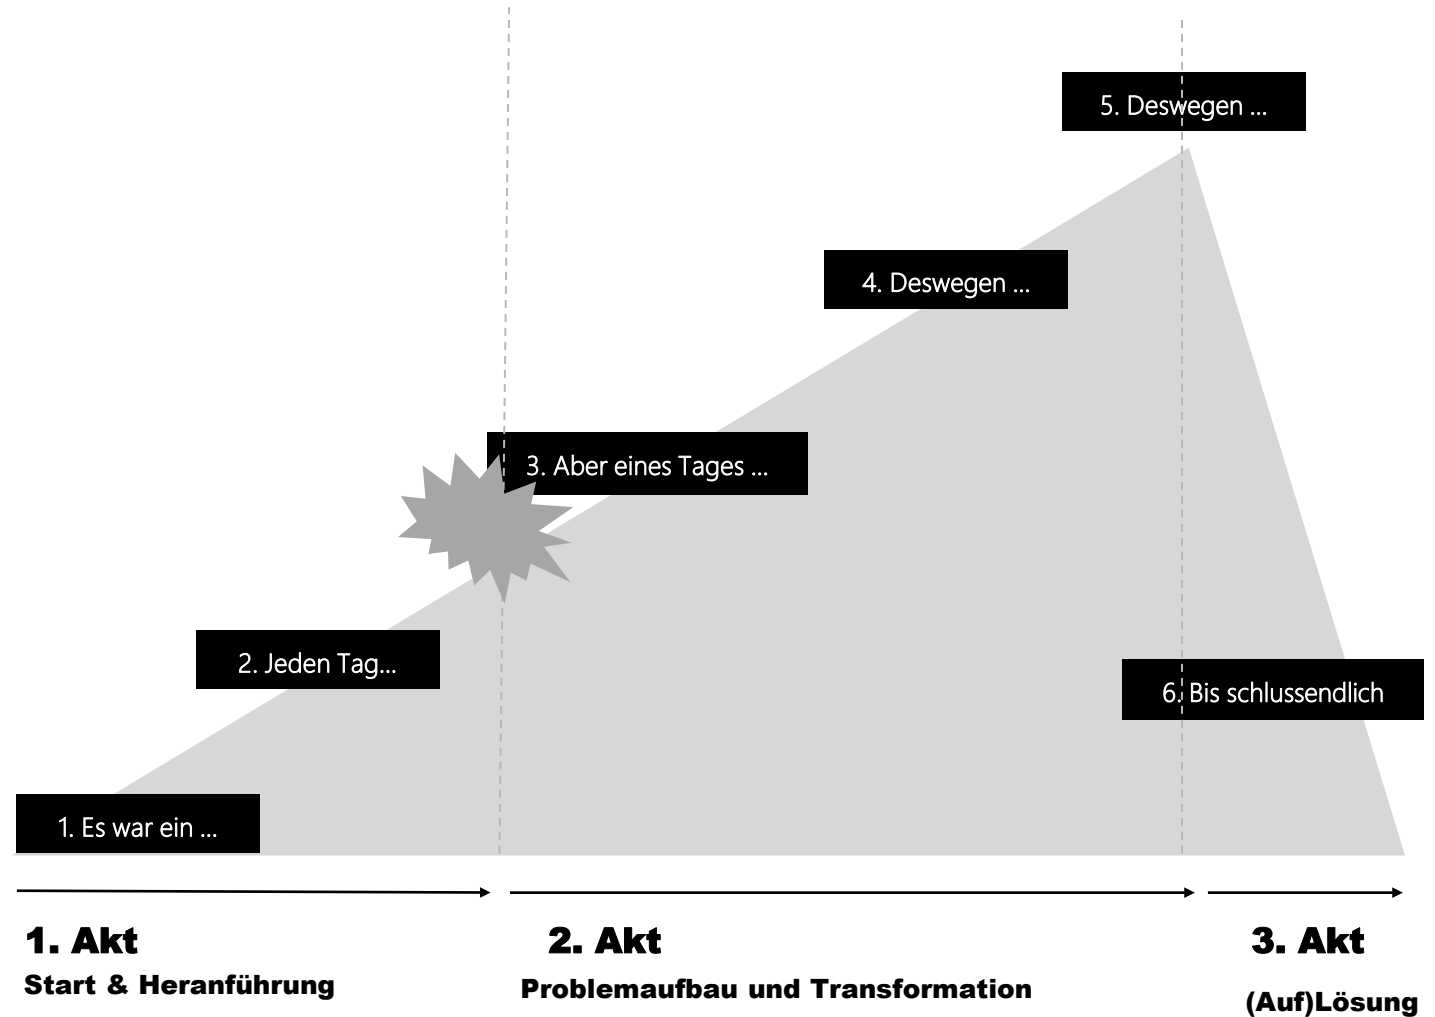 5. Deswegen ...
4. Deswegen ...
3. Aber eines Tages ...
2. Jeden Tag...
6. Bis schlussendlich
1. Es war ein ...
1. Akt
Start & Heranführung
2. Akt
Problemaufbau und Transformation
3. Akt
(Auf)Lösung